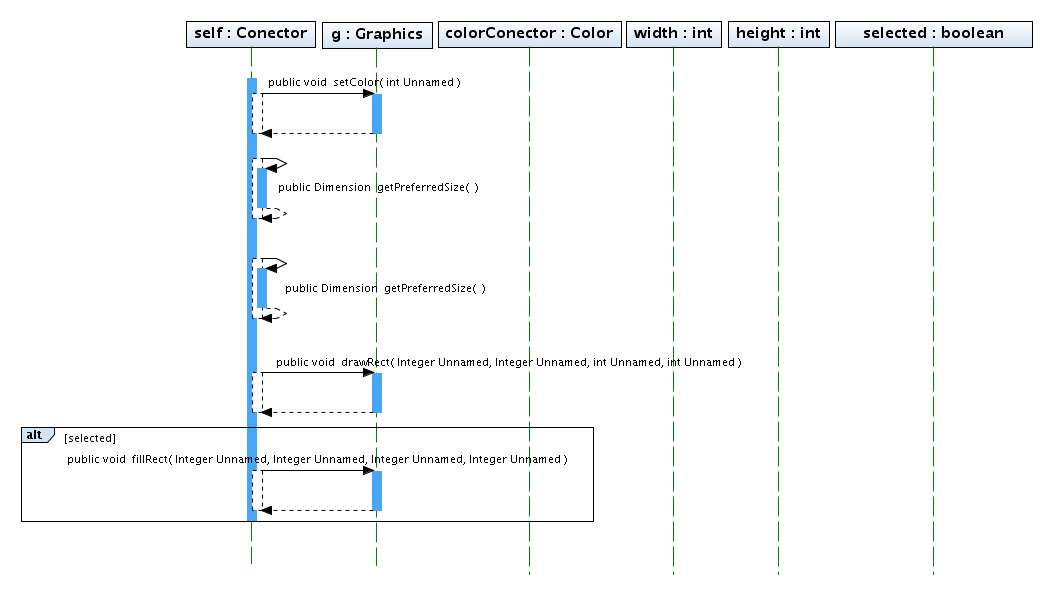 self : Conector
g : Graphics
colorConector : Color
width : int
height : int
selected : boolean
public void setColor( int Unnamed )
public Dimension getPreferredSize( )
public Dimension getPreferredSize( )
public void drawRect( Integer Unnamed, Integer Unnamed, int Unnamed, int Unnamed )
alt
[selected]
public void fillRect( Integer Unnamed, Integer Unnamed, Integer Unnamed, Integer Unnamed )